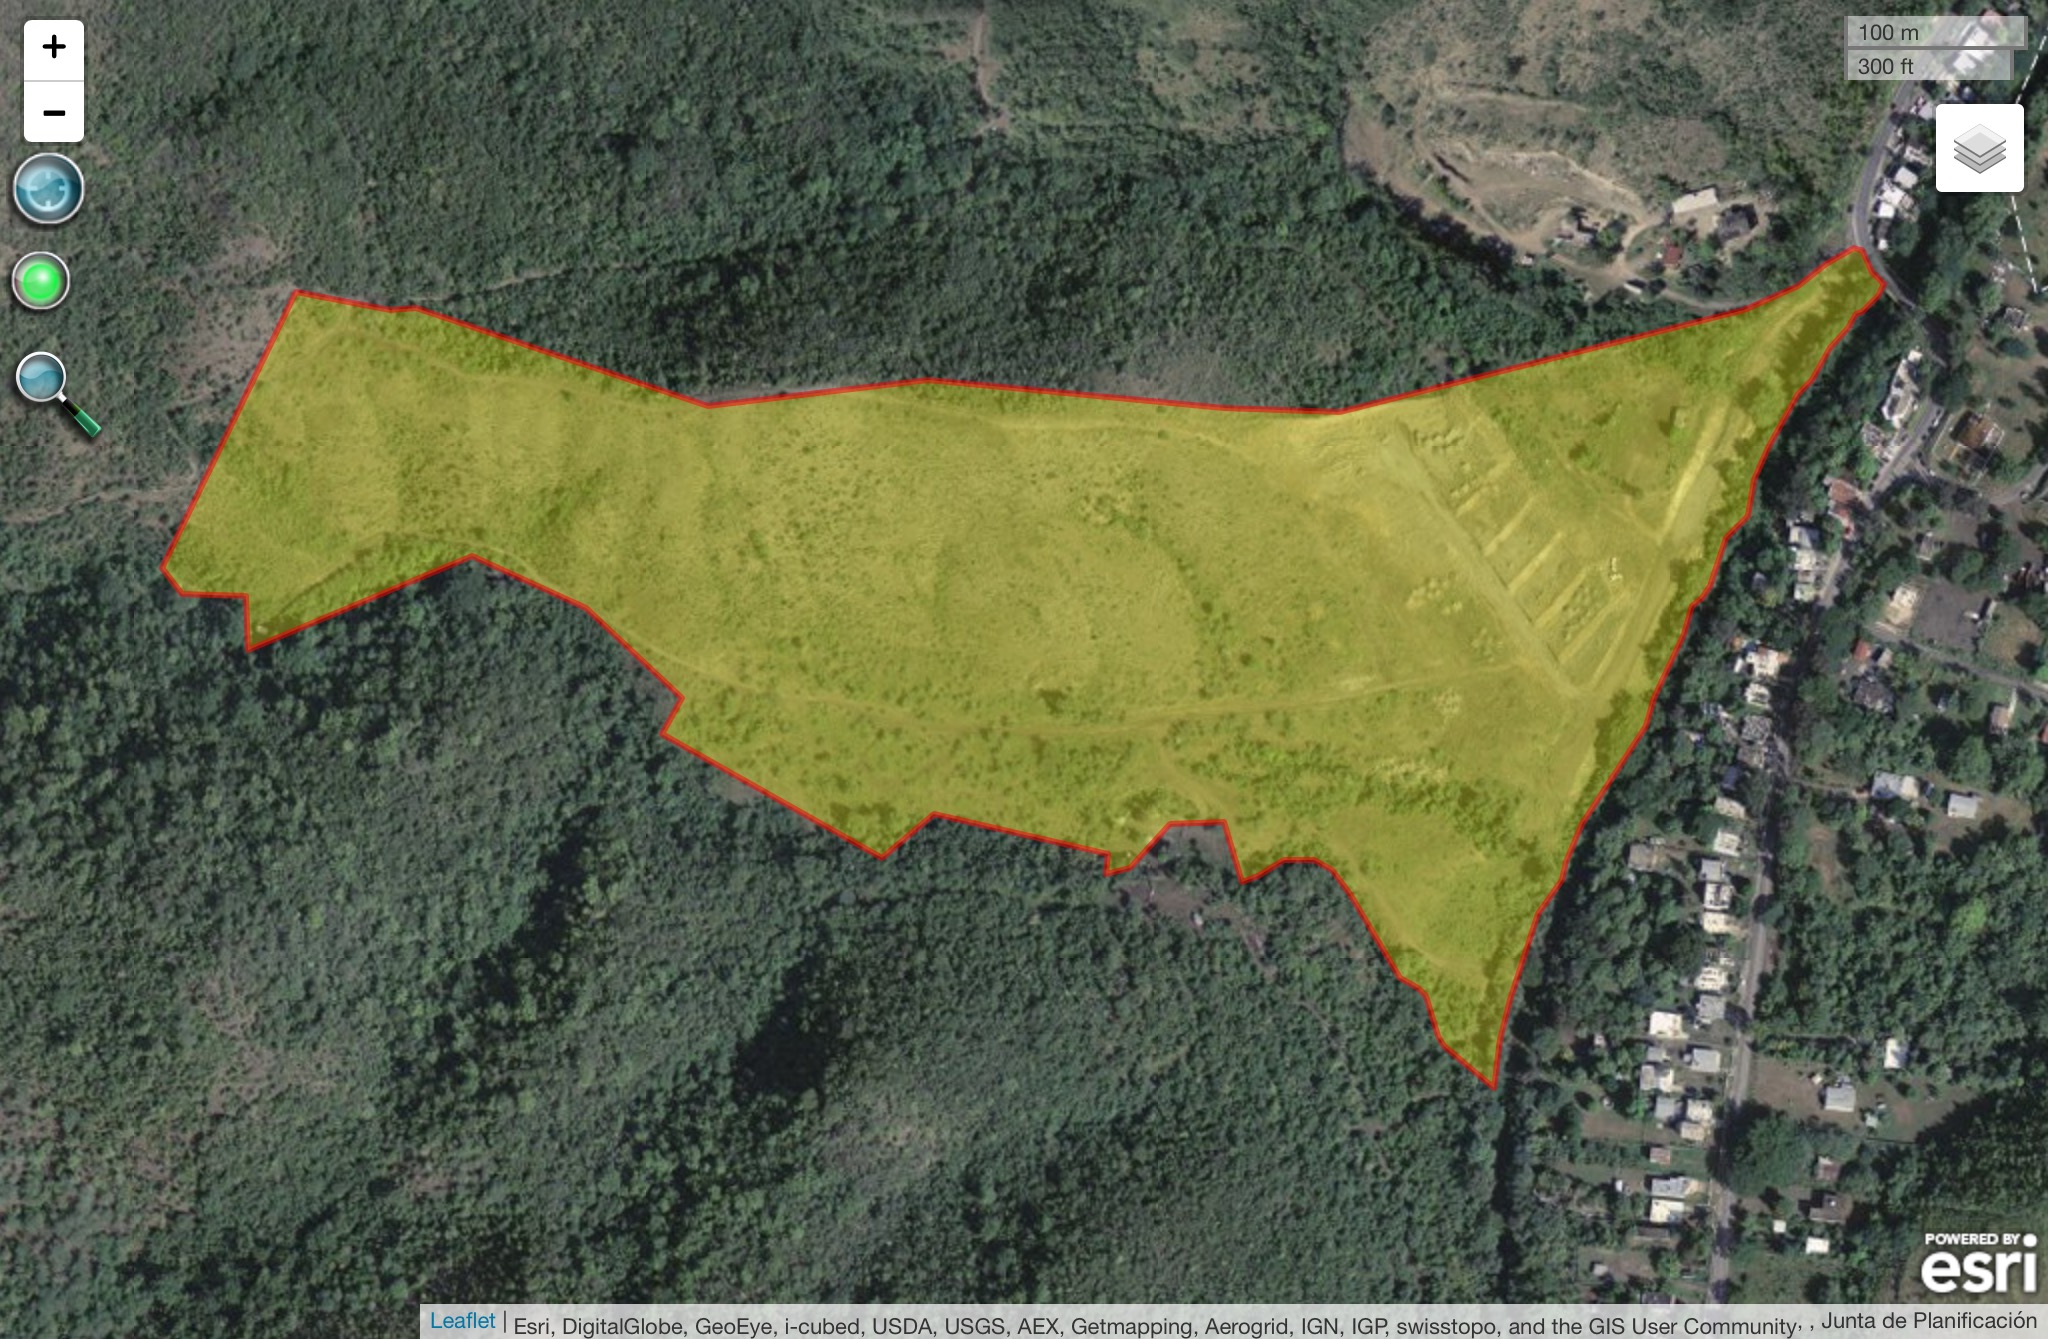 +
100 m
300 ft
−
POWERED BY
esri
Leaflet | Esri, DigitalGlobe, GeoEye, i-cubed, USDA, USGS, AEX, Getmapping, Aerogrid, IGN, IGP, swisstopo, and the GIS User Community, , Junta de Planificación